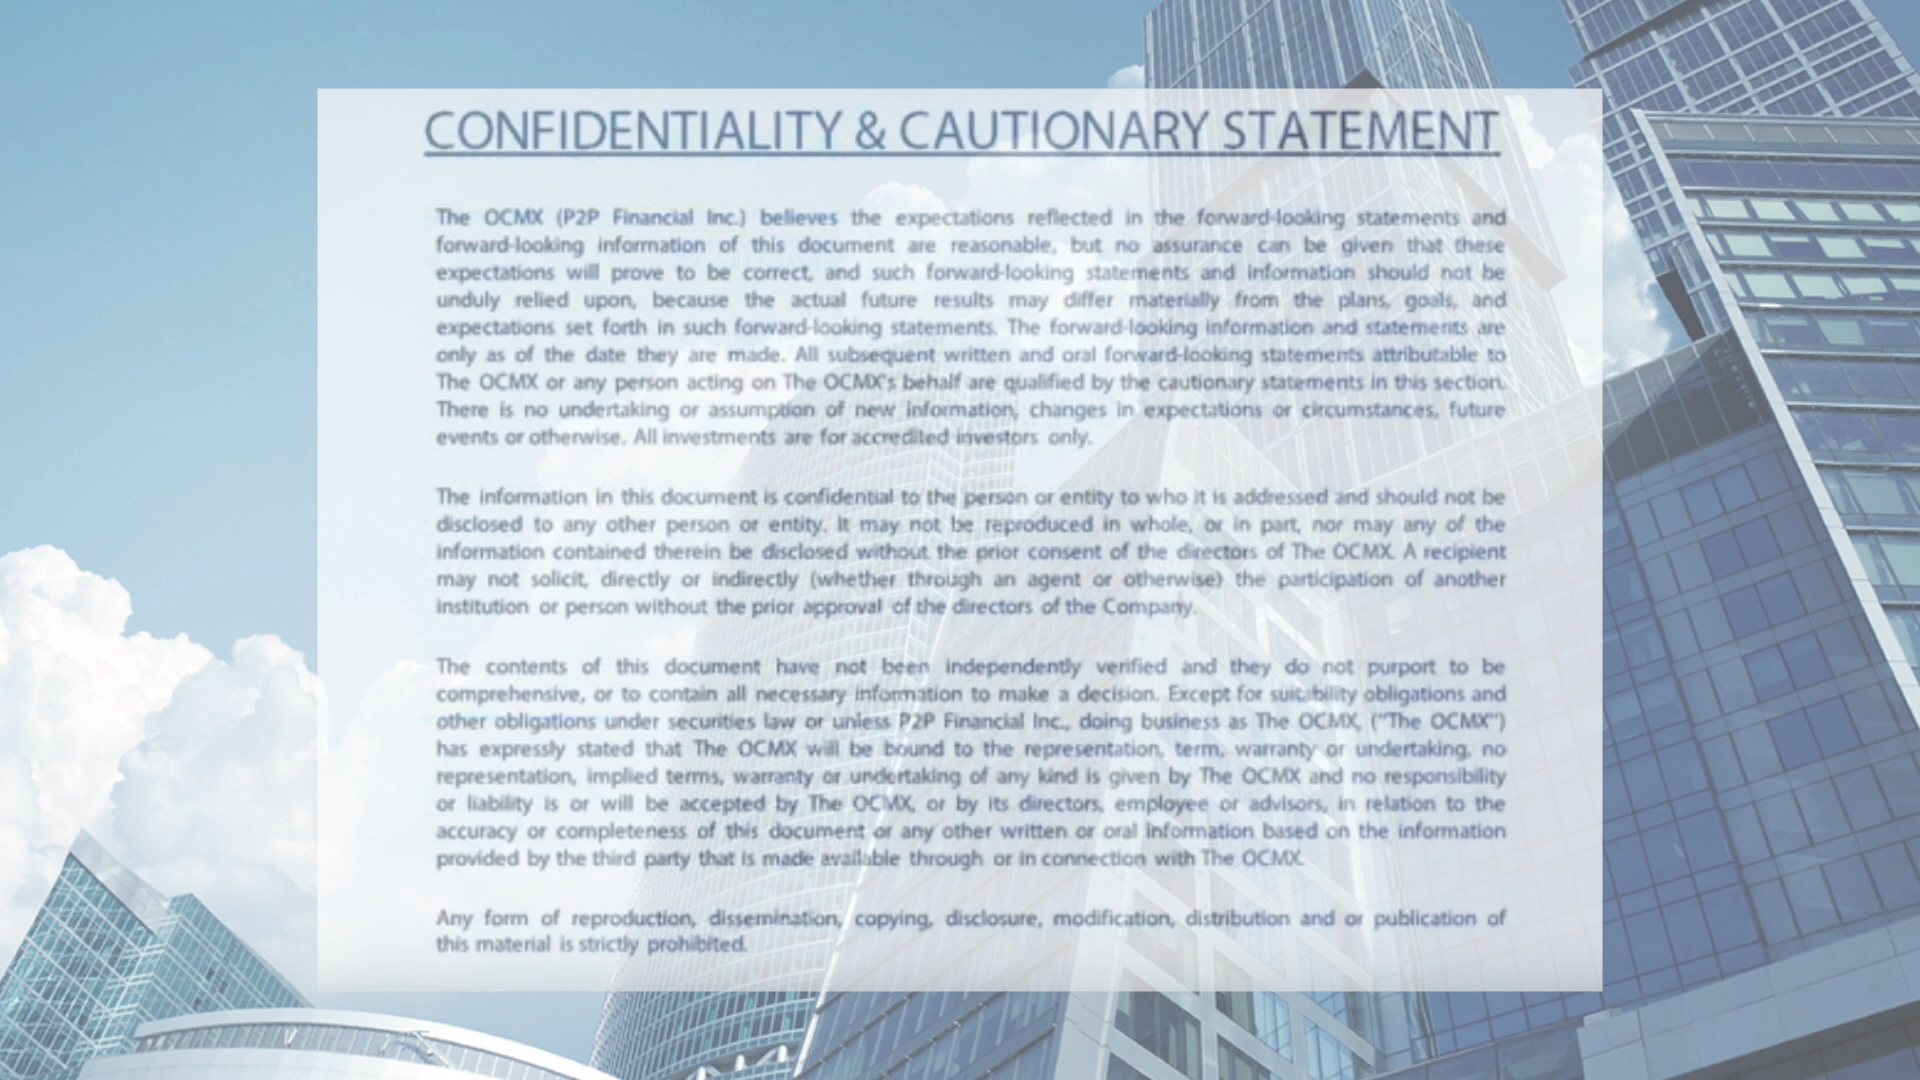 CONFIDENTIALITY & CAUTIONARY STATEMENT
The OCMX (P2P Financial Inc.) believes the expectations reflected in the forward-looking statements and
forward-looking information of this document are reasonable, but no assurance can be given that these
expectations will prove to be correct, and such forward-looking statements and information should not be
unduly relied upon, because the actual future results may differ materially from the plans, goals, and
expectations set forth in such forward-looking statements. The forward-looking information and statements are
only as of the date they are made. All subsequent written and oral forward-looking statements attributable to
The OCMX or any person acting on The OCMX's behalf are qualified by the cautionary statements in this section.
There is no undertaking or assumption of new information, changes in expectations or circumstances, future
events or otherwise. All investments are for accredited investors only.
The information in this document is confidential to the person or entity to who it is addressed and should not be
disclosed to any other person or entity. It may not be reproduced in whole, or in part, nor may any of the
information contained therein be disclosed without the prior consent of the directors of The OCMX. A recipient
may not solicit, directly or indirectly (whether through an agent or otherwise) the participation of another
institution or person without the prior approval of the directors of the Company.
The contents of this document have not been independently verified and they do not purport to be
comprehensive, or to contain all necessary information to make a decision. Except for suitability obligations and
other obligations under securities law or unless P2P Financial Inc., doing business as The OCMX, ("The OCMX")
has expressly stated that The OCMX will be bound to the representation, term, warranty or undertaking, no
representation, implied terms, warranty or undertaking of any kind is given by The OCMX and no responsibility
or liability is or will be accepted by The OCMX, or by its directors, employee or advisors, in relation to the
accuracy or completeness of this document or any other written or oral information based on the information
provided by the third party that is made available through or in connection with The OCMX.
Any form of reproduction, dissemination, copying, disclosure, modification, distribution and or publication of
this material is strictly prohibited.